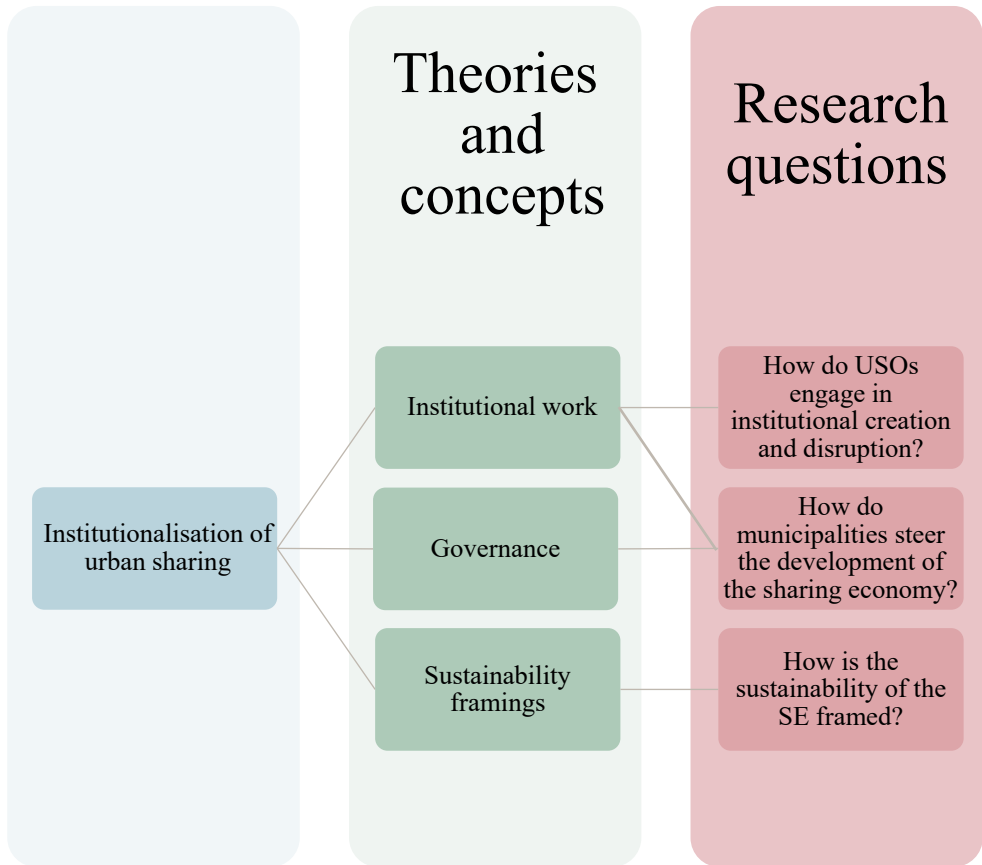 Theories
and
concepts
Research
questions
Institutionalisation of
urban sharing
Institutional work
Governance
Sustainability
framings
How do USOs
engage in
institutional creation
and disruption?
How do
municipalities steer
the development of
the sharing economy?
How is the
sustainability of the
SE framed?